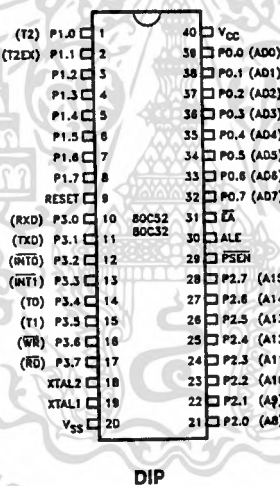 (T2) P1.0 1 40 VCC
(T2EX) P1.1 2 39 P0.0 (AD0)
P1.2 3 38 P0.1 (AD1)
P1.3 4 37 P0.2 (AD2)
P1.4 5 36 P0.3 (AD3)
P1.5 6 35 P0.4 (AD4)
P1.6 7 34 P0.5 (AD5)
P1.7 8 33 P0.6 (AD6)
RESET 9 32 P0.7 (AD7)
(RXD) P3.0 10 80C52 31 EA
(TXD) P3.1 11 80C32 30 ALE
(INT0) P3.2 12 29 PSEN
(INT1) P3.3 13 28 P2.7
(T0) P3.4 14 27 P2.6
(T1) P3.5 15 26 P2.5
(WR) P3.6 16 25 P2.4
(RD) P3.7 17 24 P2.3
XTAL2 18 23 P2.2
XTAL1 19 22 P2.1 (A9)
VSS 20 21 P2.0 (A8)
DIP